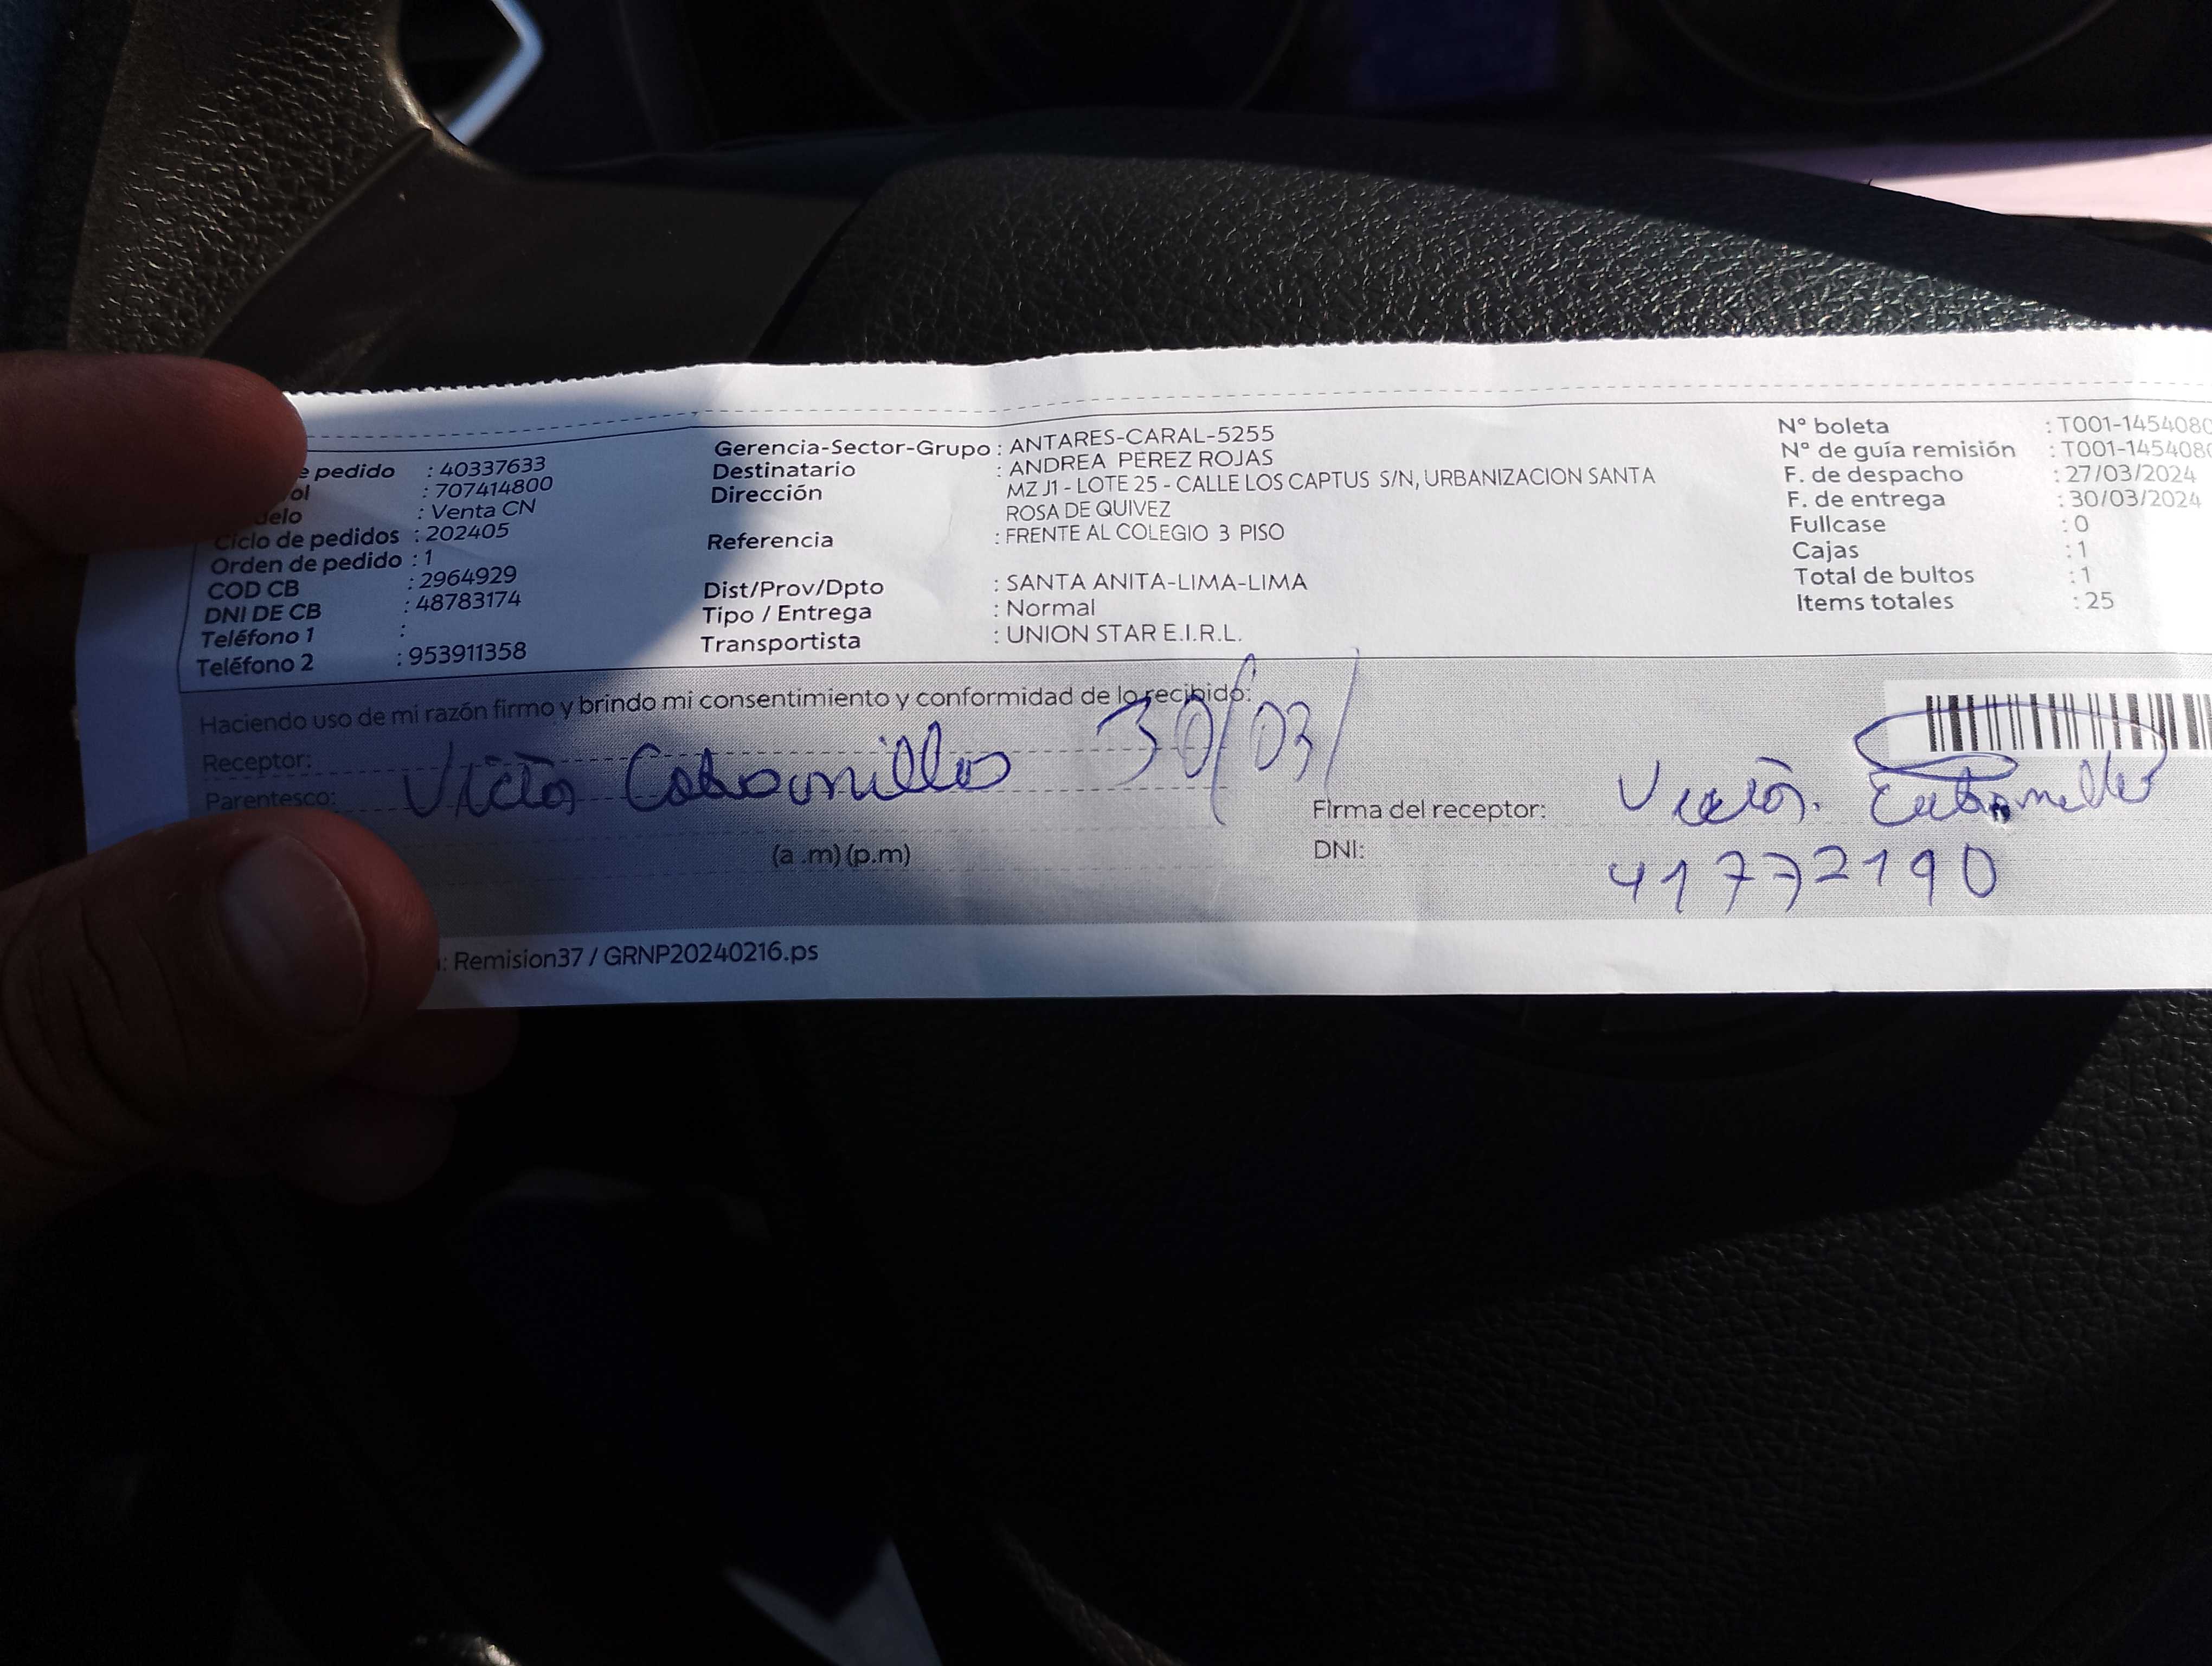 e pedido : 40337633
ol : 707414800
delo : Venta CN
Ciclo de pedidos : 202405
Orden de pedido : 1
COD CB : 2964929
DNI DE CB : 48783174
Teléfono 1 :
Teléfono 2 : 953911358
Gerencia-Sector-Grupo : ANTARES-CARAL-5255
Destinatario : ANDREA PEREZ ROJAS
Dirección MZ J1 - LOTE 25 - CALLE LOS CAPTUS S/N, URBANIZACION SANTA
ROSA DE QUIVEZ
Referencia : FRENTE AL COLEGIO 3 PISO
Dist/Prov/Dpto : SANTA ANITA-LIMA-LIMA
Tipo / Entrega : Normal
Transportista : UNION STAR E.I.R.L.
Nº boleta : T001-1454080
Nº de guía remisión : T001-1454080
F. de despacho : 27/03/2024
F. de entrega : 30/03/2024
Fullcase : 0
Cajas : 1
Total de bultos : 1
Items totales : 25
Haciendo uso de mi razón firmo y brindo mi consentimiento y conformidad de lo recibido:
Receptor:
Parentesco: Victor 30/03/
(a .m) (p.m)
Firma del receptor: Victor
DNI: 41772190
: Remision37 / GRNP20240216.ps